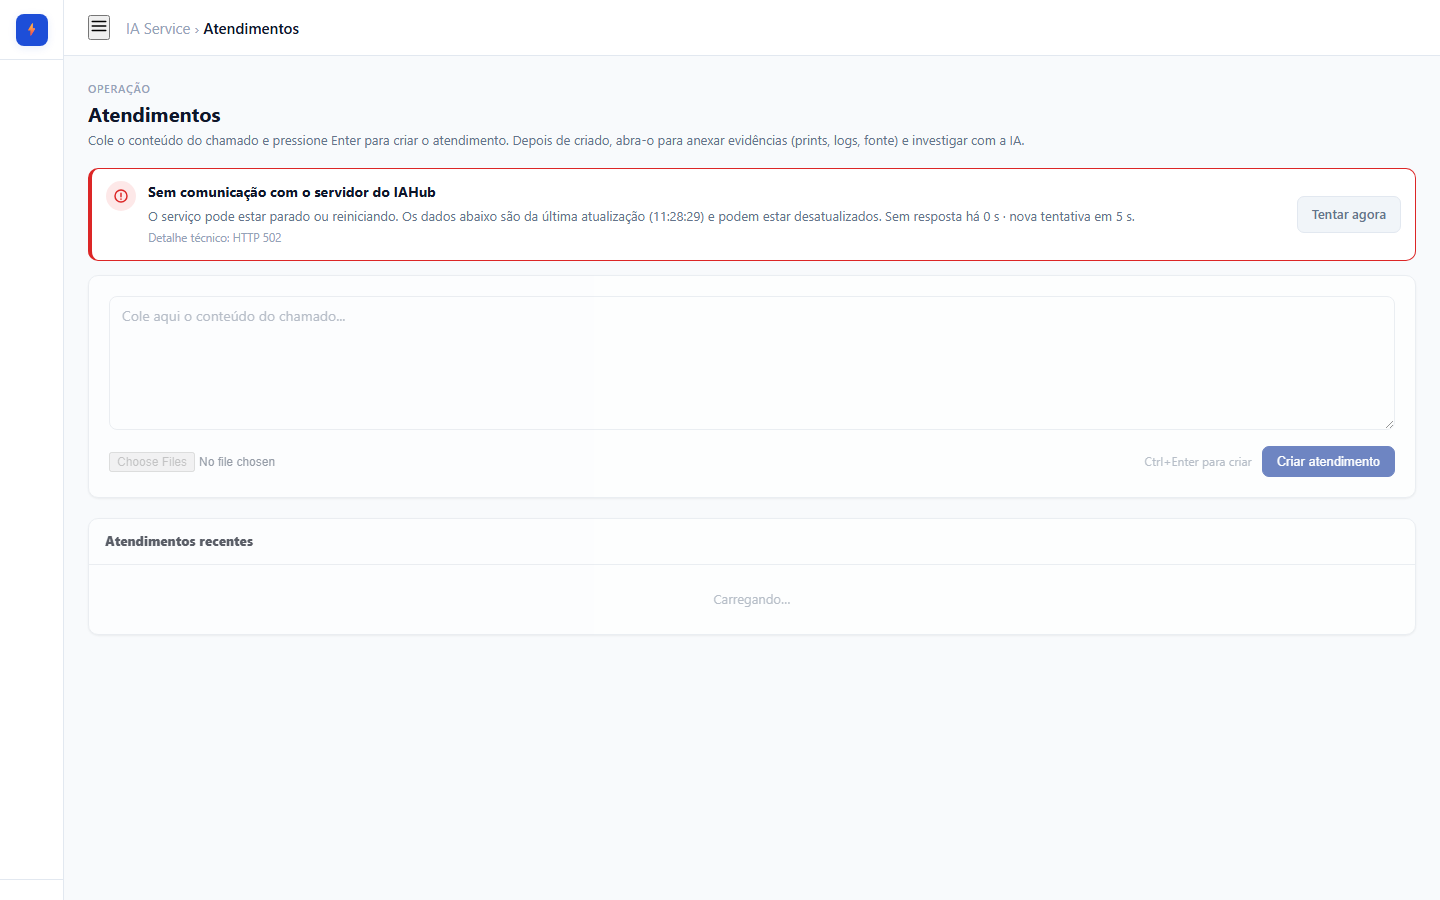 IA Service › Atendimentos
OPERAÇÃO
Atendimentos
Cole o conteúdo do chamado e pressione Enter para criar o atendimento. Depois de criado, abra-o para anexar evidências (prints, logs, fonte) e investigar com a IA.
Sem comunicação com o servidor do IAHub
O serviço pode estar parado ou reiniciando. Os dados abaixo são da última atualização (11:28:29) e podem estar desatualizados. Sem resposta há 0 s · nova tentativa em 5 s.
Detalhe técnico: HTTP 502
Tentar agora
Cole aqui o conteúdo do chamado...
Choose Files No file chosen
Ctrl+Enter para criar
Criar atendimento
Atendimentos recentes
Carregando...